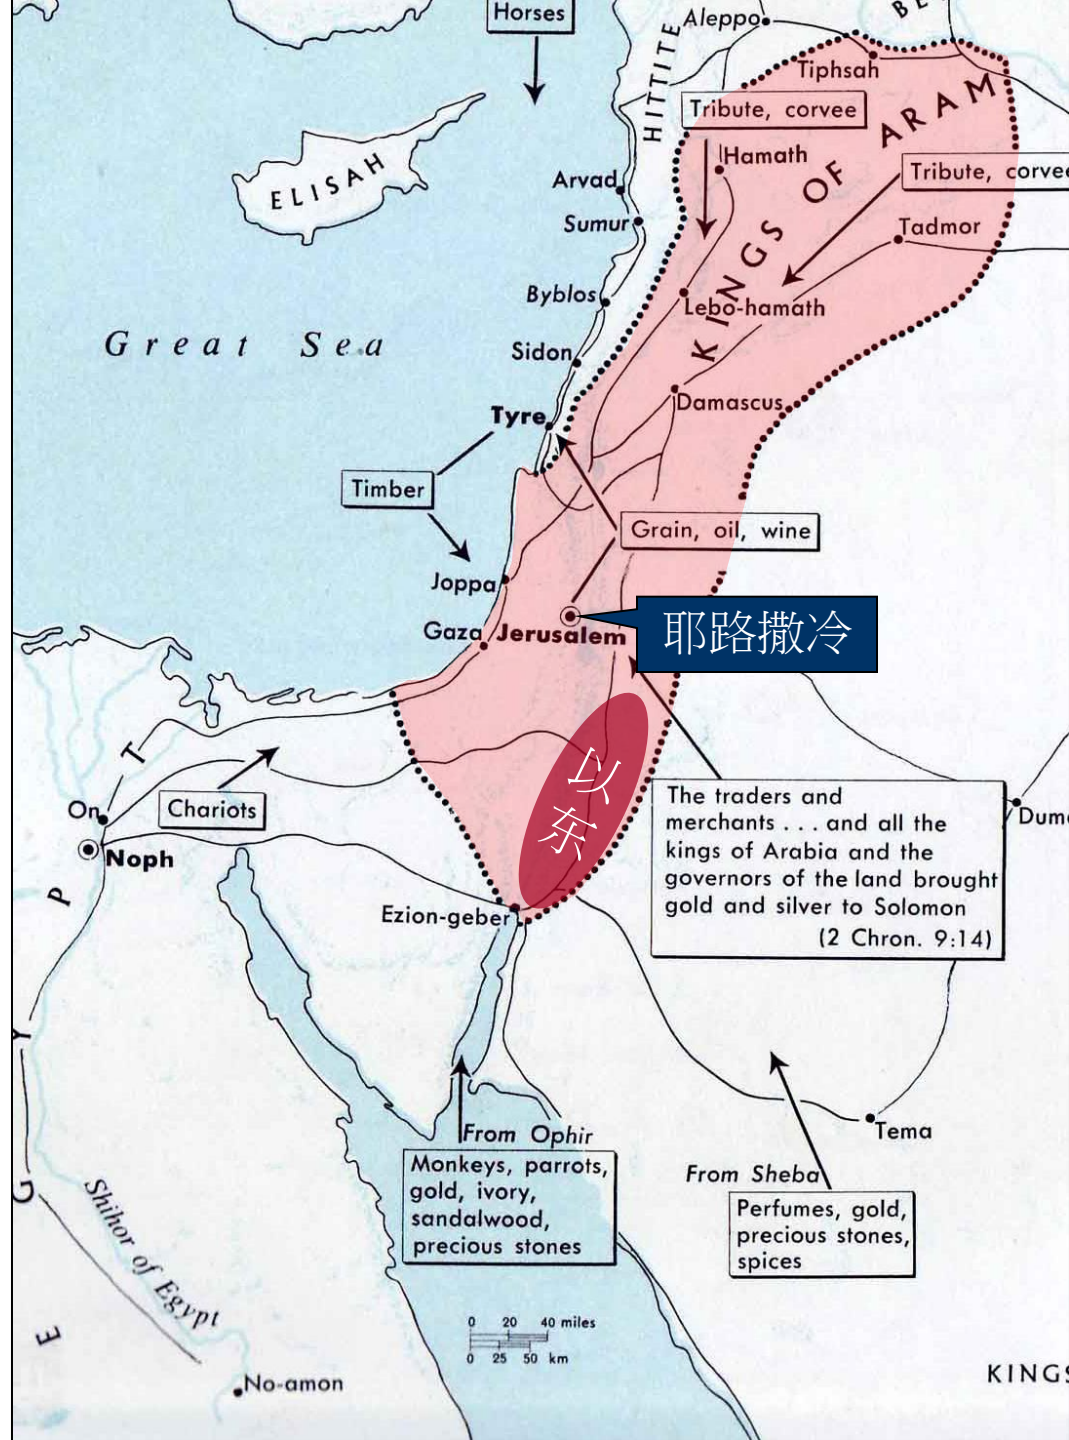 Horses
Aleppo
BE
HITTITE
Tiphsah
Tribute, corvee
KINGS OF ARAM
Hamath
Tribute, corvee
ELISAH
Arvad
Sumur
Tadmor
Byblos
Lebo-hamath
Great Sea
Sidon
Damascus
Tyre
Timber
Grain, oil, wine
Joppa
Gaza
Jerusalem
耶路撒冷
以东
Chariots
On
Noph
The traders and
merchants . . . and all the
kings of Arabia and the
governors of the land brought
gold and silver to Solomon
(2 Chron. 9:14)
Duma
Ezion-geber
EGYPT
From Ophir
Monkeys, parrots,
gold, ivory,
sandalwood,
precious stones
Tema
From Sheba
Perfumes, gold,
precious stones,
spices
Shihor of Egypt
0 20 40 miles
0 25 50 km
No-amon
KINGS